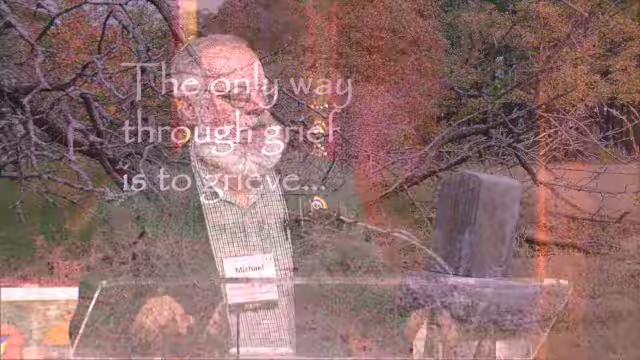 The only way
through grief
is to grieve...
Michael